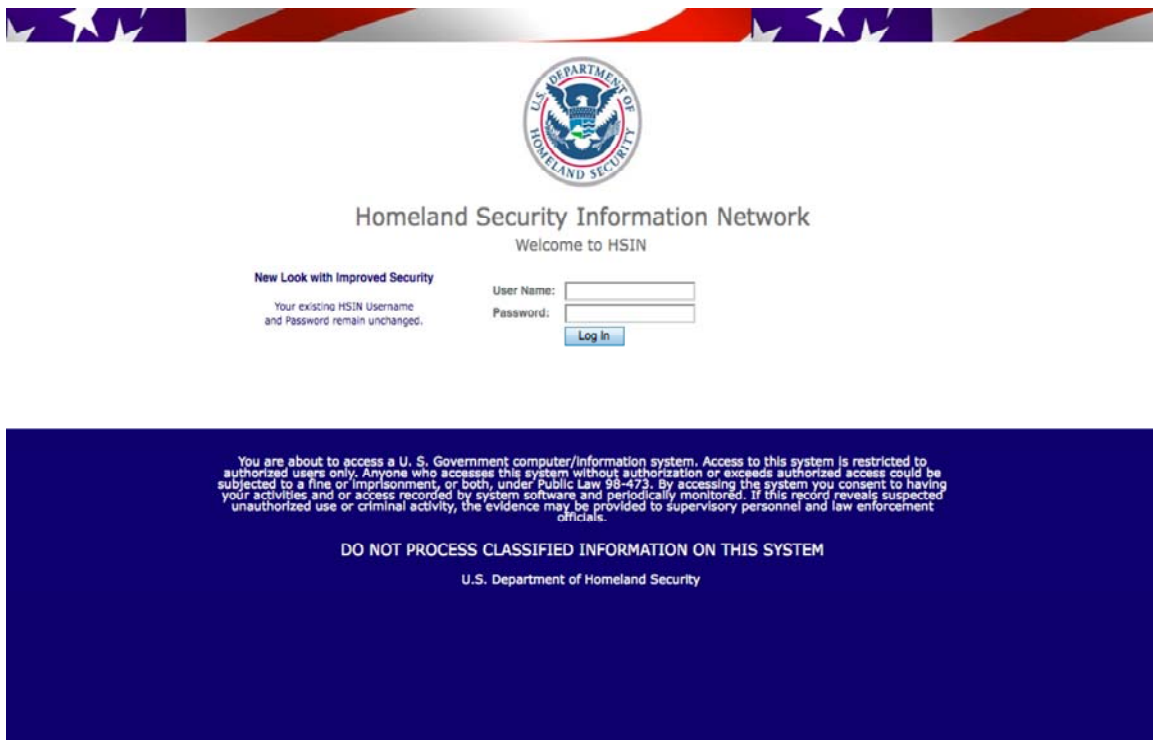 U.S. DEPARTMENT OF HOMELAND SECURITY
Homeland Security Information Network
Welcome to HSIN
New Look with Improved Security
Your existing HSIN Username
and Password remain unchanged.
User Name:
Password:
Log In
You are about to access a U. S. Government computer/information system. Access to this system is restricted to
authorized users only. Anyone who accesses this system without authorization or exceeds authorized access could be
subjected to a fine or imprisonment, or both, under Public Law 98-473. By accessing the system you consent to having
your activities and or access recorded by system software and periodically monitored. If this record reveals suspected
unauthorized use or criminal activity, the evidence may be provided to supervisory personnel and law enforcement
officials.
DO NOT PROCESS CLASSIFIED INFORMATION ON THIS SYSTEM
U.S. Department of Homeland Security